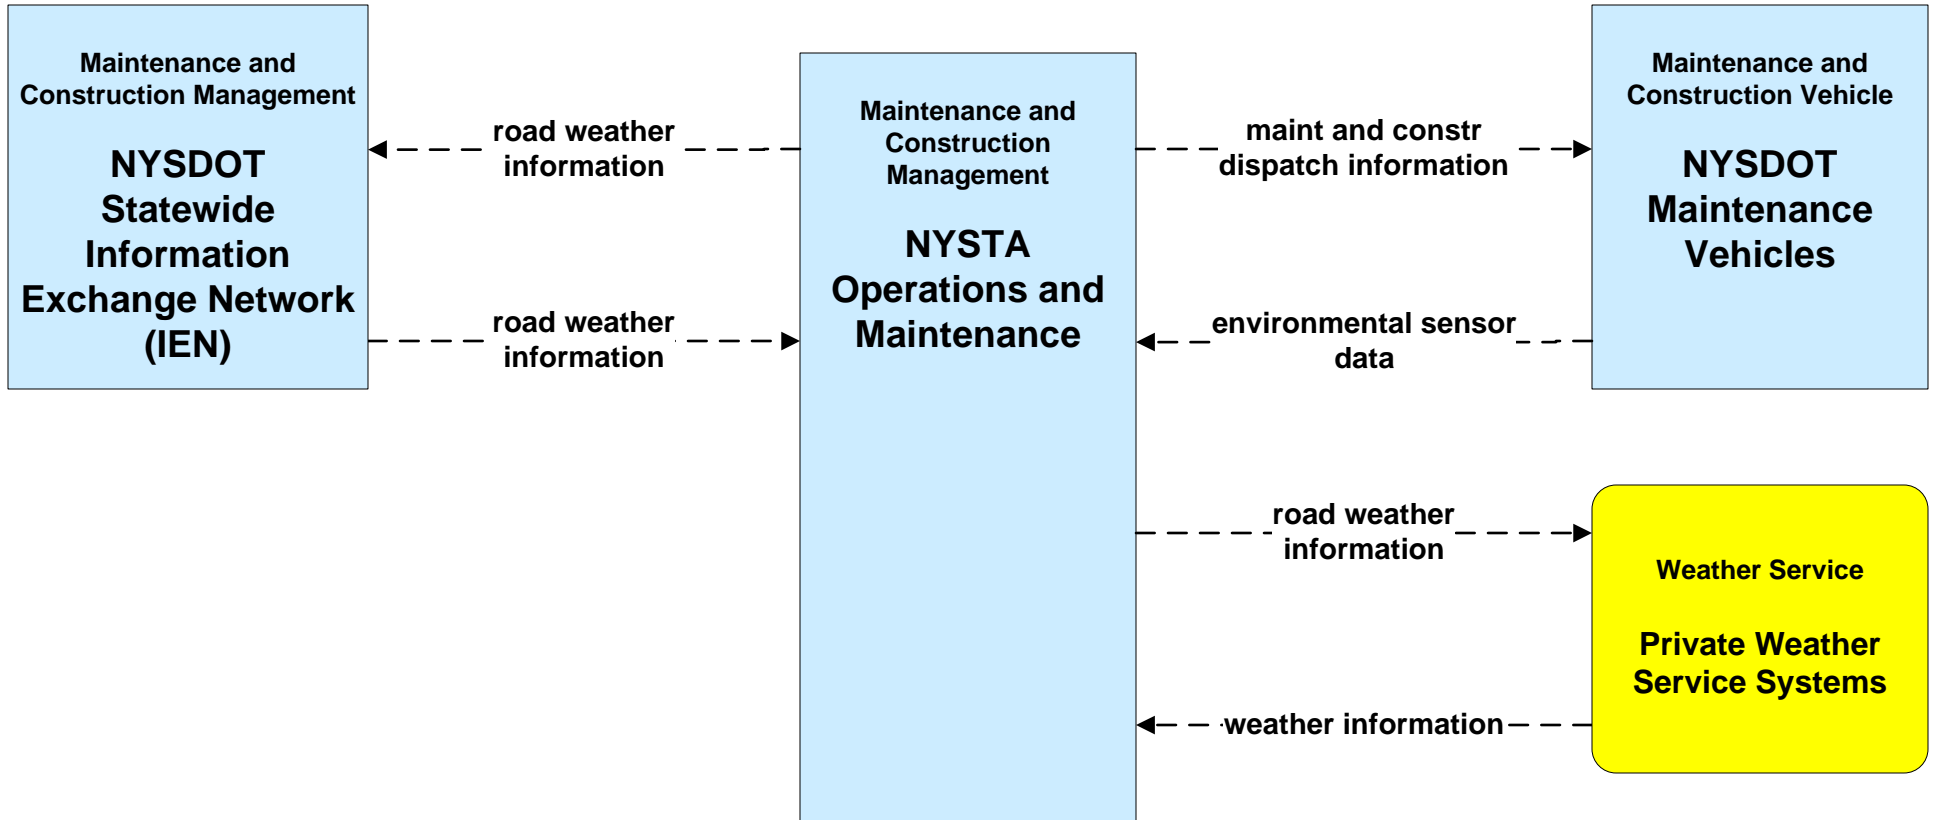 Maintenance and
Construction Management
NYSDOT
Statewide
Information
Exchange Network
(IEN)
road weather
information
road weather
information
Maintenance and
Construction
Management
NYSTA
Operations and
Maintenance
maint and constr
dispatch information
environmental sensor
data
Maintenance and
Construction Vehicle
NYSDOT
Maintenance
Vehicles
road weather
information
weather information
Weather Service
Private Weather
Service Systems